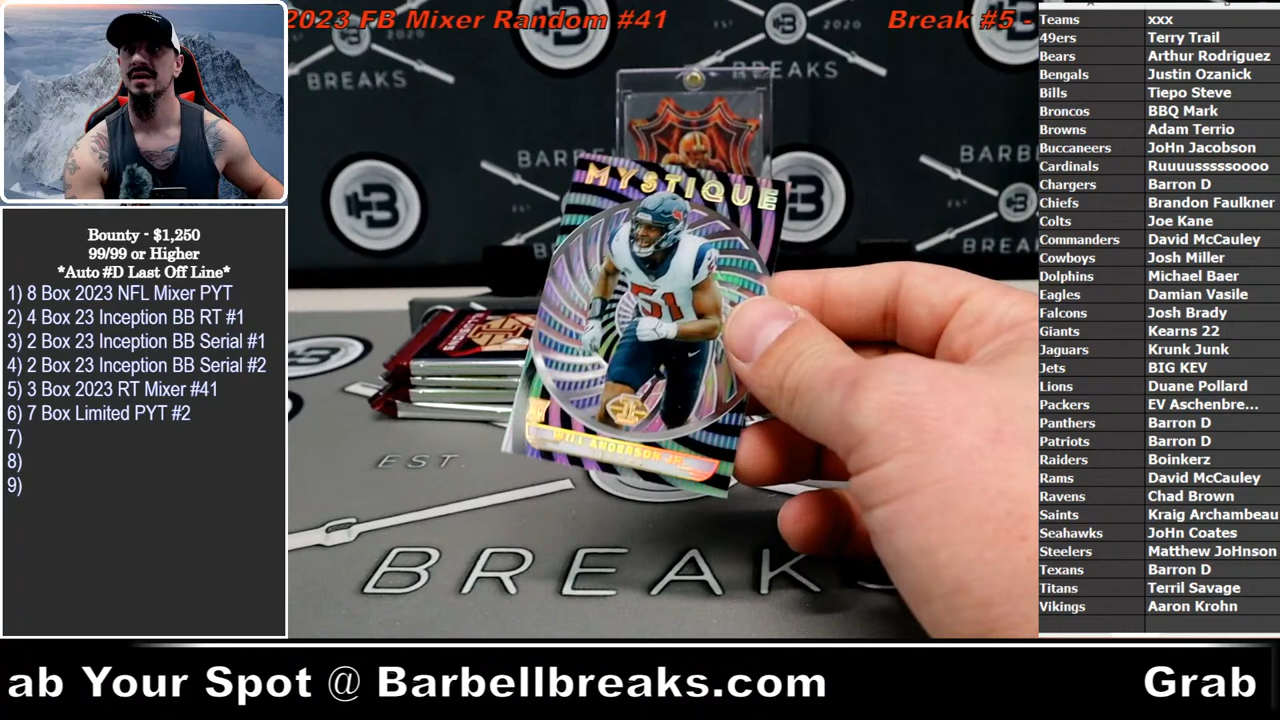 2023 FB Mixer Random #41
Break #5 -
2020
BREAKS
BREAKS
BARB
BARB
BREA
MYSTIQUE
51
WILL ANDERSON JR.
EST.
BREAKS
Bounty - $1,250
99/99 or Higher
*Auto #D Last Off Line*
1) 8 Box 2023 NFL Mixer PYT
2) 4 Box 23 Inception BB RT #1
3) 2 Box 23 Inception BB Serial #1
4) 2 Box 23 Inception BB Serial #2
5) 3 Box 2023 RT Mixer #41
6) 7 Box Limited PYT #2
7)
8)
9)
Teams xxx
49ers Terry Trail
Bears Arthur Rodriguez
Bengals Justin Ozanick
Bills Tiepo Steve
Broncos BBQ Mark
Browns Adam Terrio
Buccaneers JoHn Jacobson
Cardinals Ruuusssssoooo
Chargers Barron D
Chiefs Brandon Faulkner
Colts Joe Kane
Commanders David McCauley
Cowboys Josh Miller
Dolphins Michael Baer
Eagles Damian Vasile
Falcons Josh Brady
Giants Kearns 22
Jaguars Krunk Junk
Jets BIG KEV
Lions Duane Pollard
Packers EV Aschenbre...
Panthers Barron D
Patriots Barron D
Raiders Boinkerz
Rams David McCauley
Ravens Chad Brown
Saints Kraig Archambeau
Seahawks JoHn Coates
Steelers Matthew JoHnson
Texans Barron D
Titans Terril Savage
Vikings Aaron Krohn
ab Your Spot @ Barbellbreaks.com
Grab